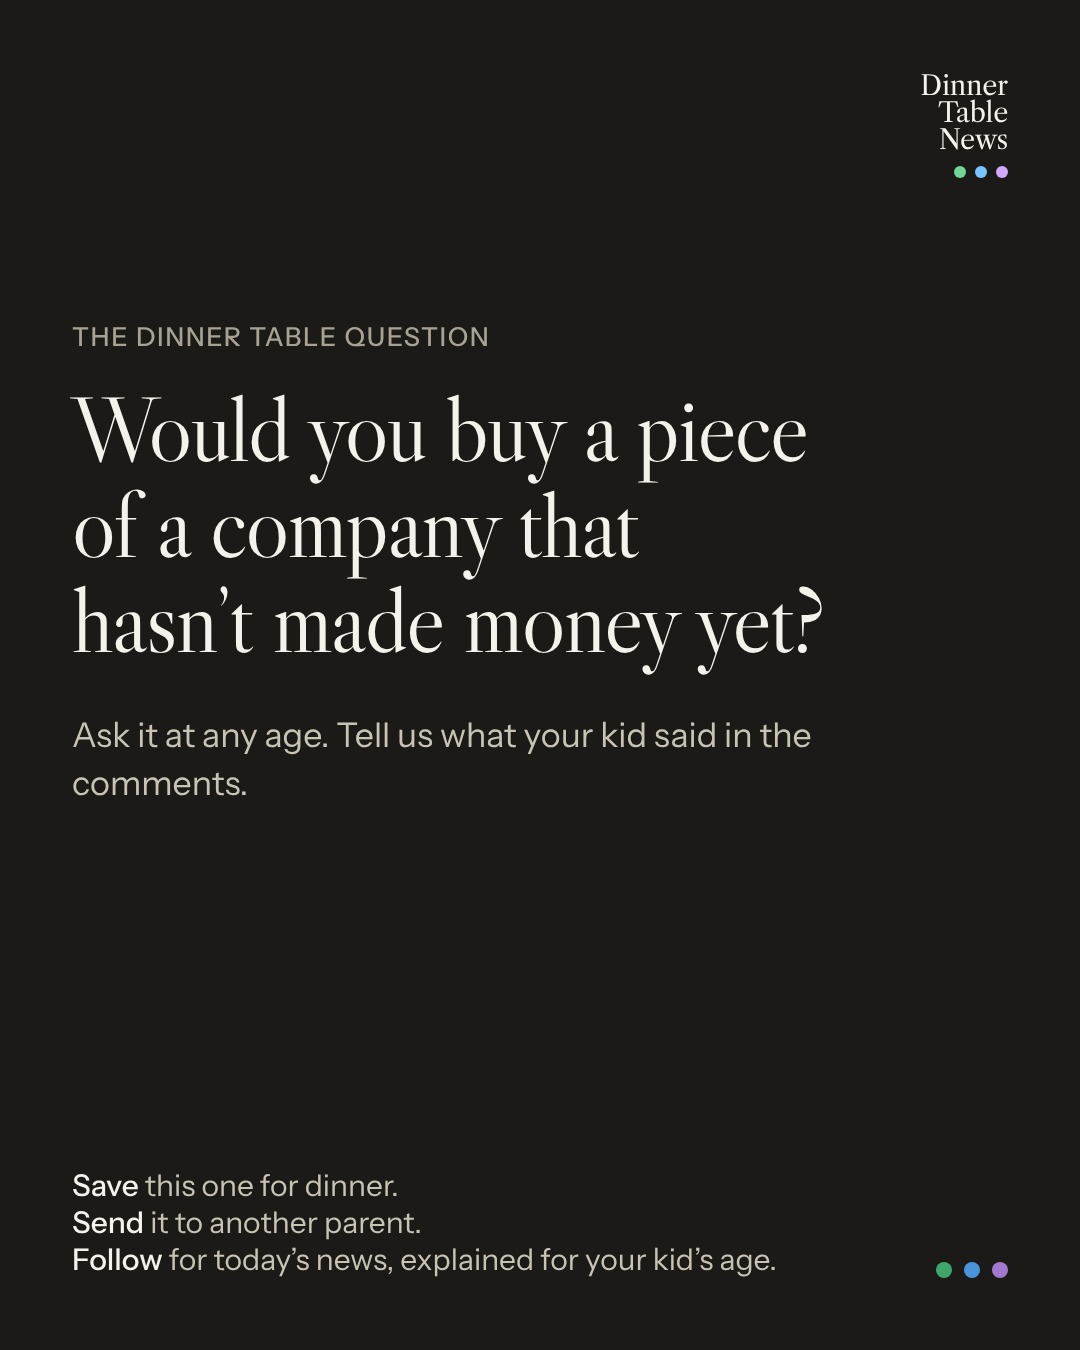 Dinner
Table
News
THE DINNER TABLE QUESTION
Would you buy a piece
of a company that
hasn’t made money yet?
Ask it at any age. Tell us what your kid said in the
comments.
Save this one for dinner.
Send it to another parent.
Follow for today’s news, explained for your kid’s age.